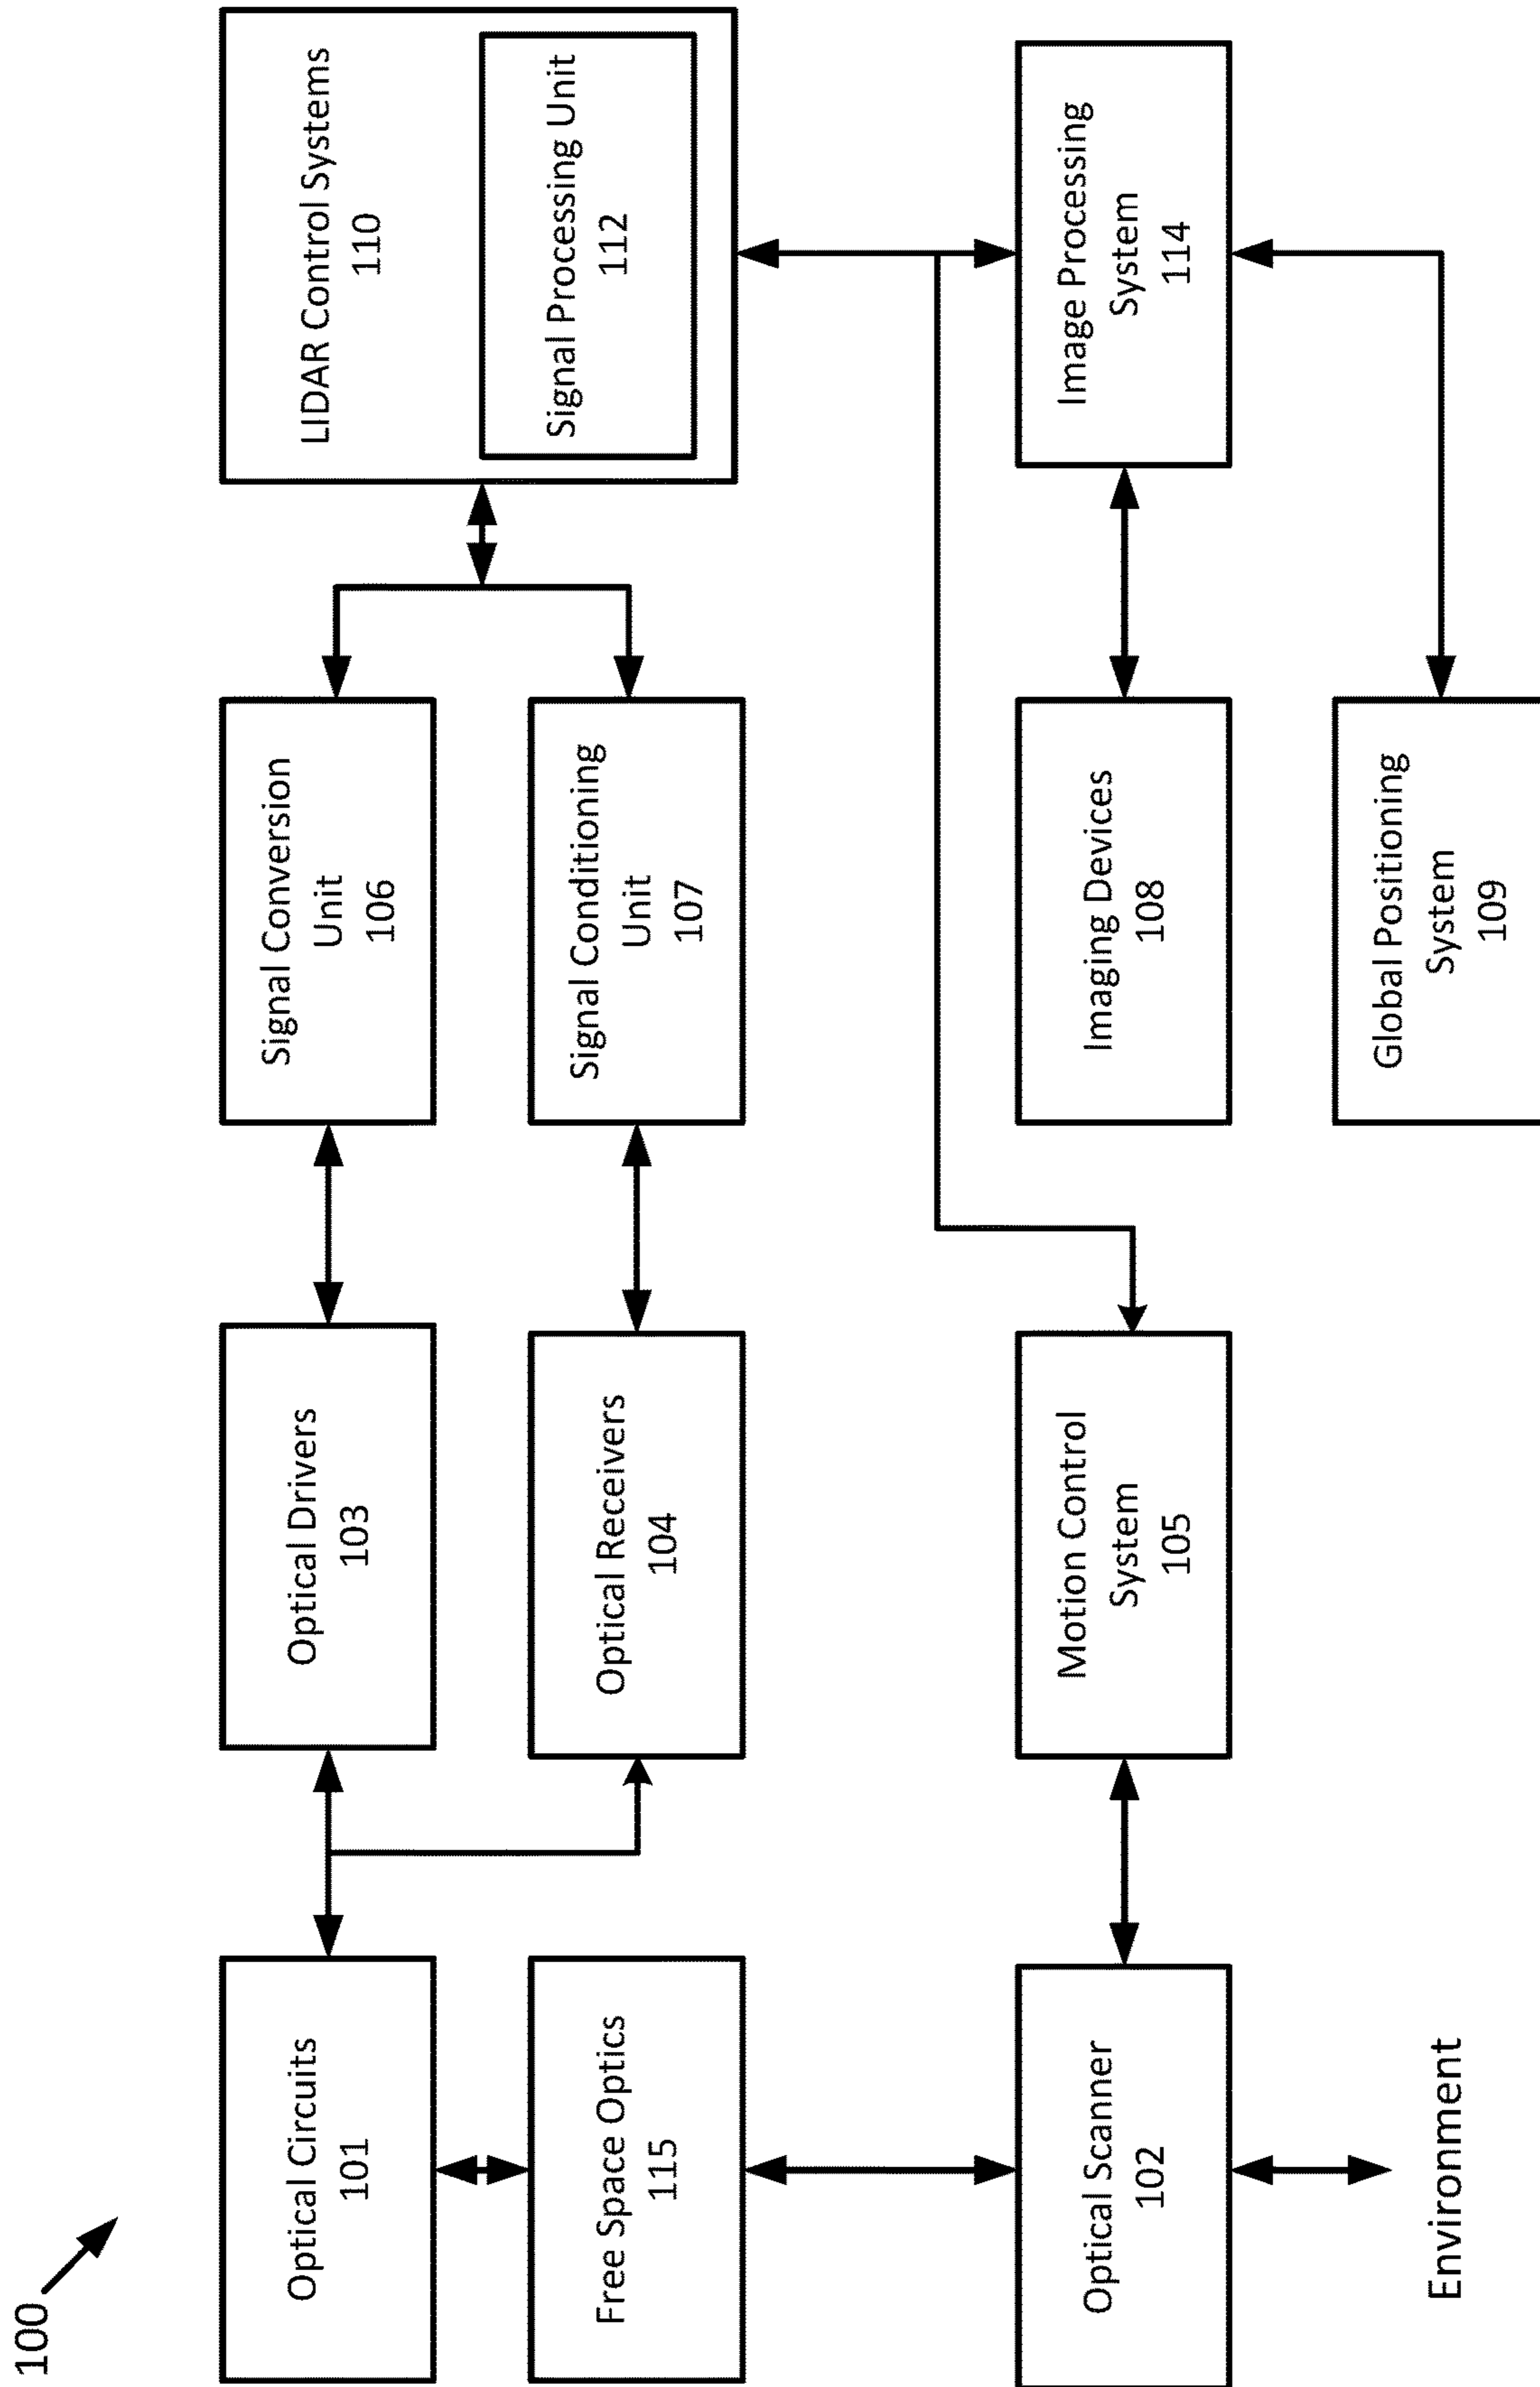 100
Optical Circuits
101
Optical Drivers
103
Signal Conversion
Unit
106
LIDAR Control Systems
110
Signal Processing Unit
112
Free Space Optics
115
Optical Receivers
104
Signal Conditioning
Unit
107
Optical Scanner
102
Motion Control
System
105
Imaging Devices
108
Image Processing
System
114
Global Positioning
System
109
Environment